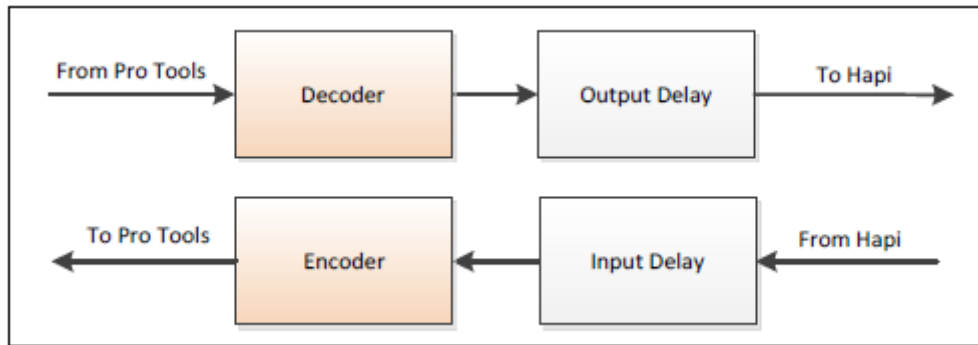 From Pro Tools
Decoder
Output Delay
To Hapi
To Pro Tools
Encoder
Input Delay
From Hapi